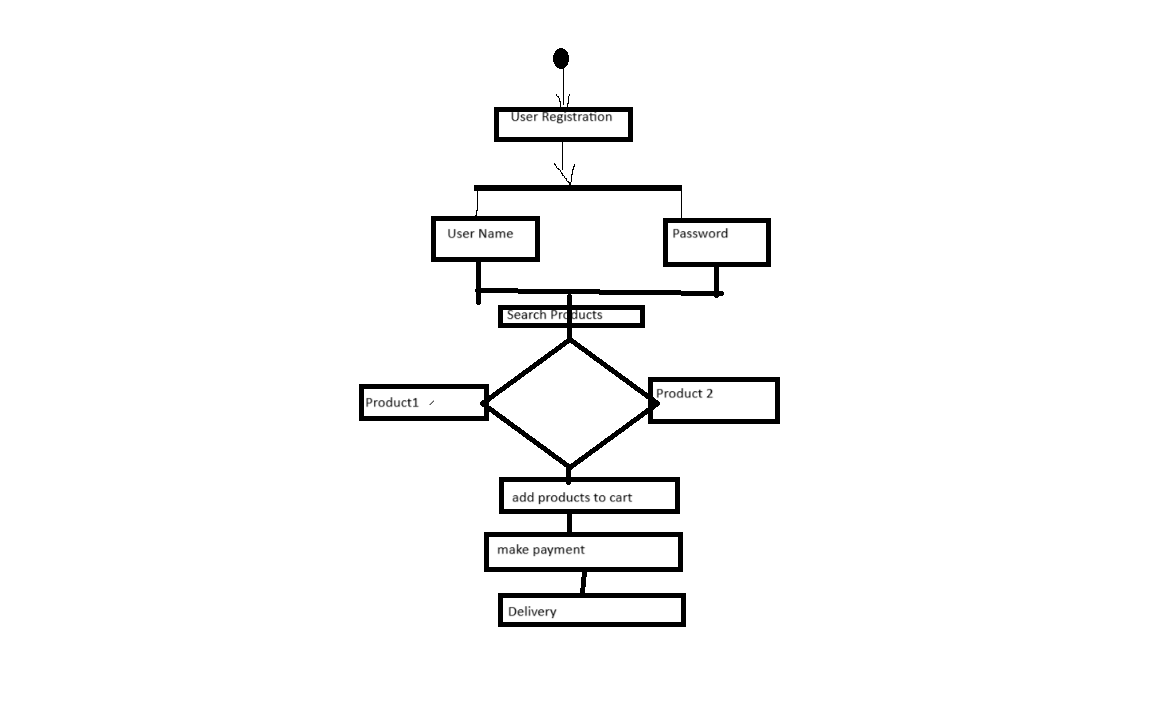 User Registration
User Name
Password
Search Products
Product1
Product 2
add products to cart
make payment
Delivery